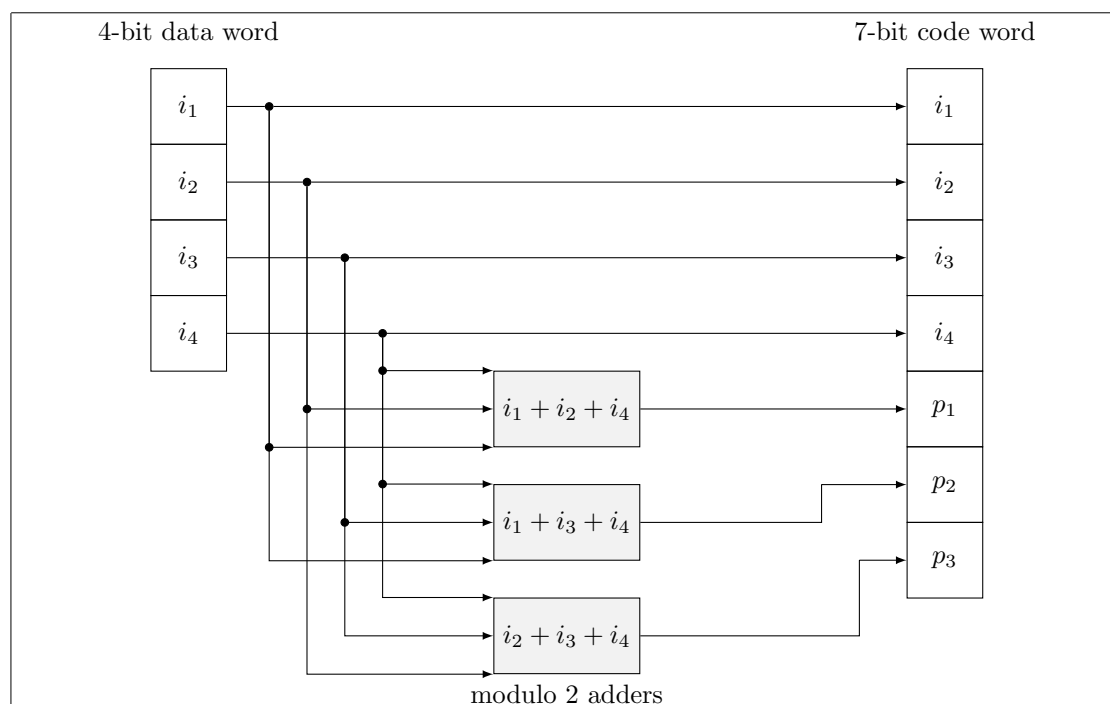 4-bit data word 7-bit code word
i₁ i₁
i₂ i₂
i₃ i₃
i₄ i₄
i₁ + i₂ + i₄ p₁
i₁ + i₃ + i₄ p₂
p₃
i₂ + i₃ + i₄
modulo 2 adders